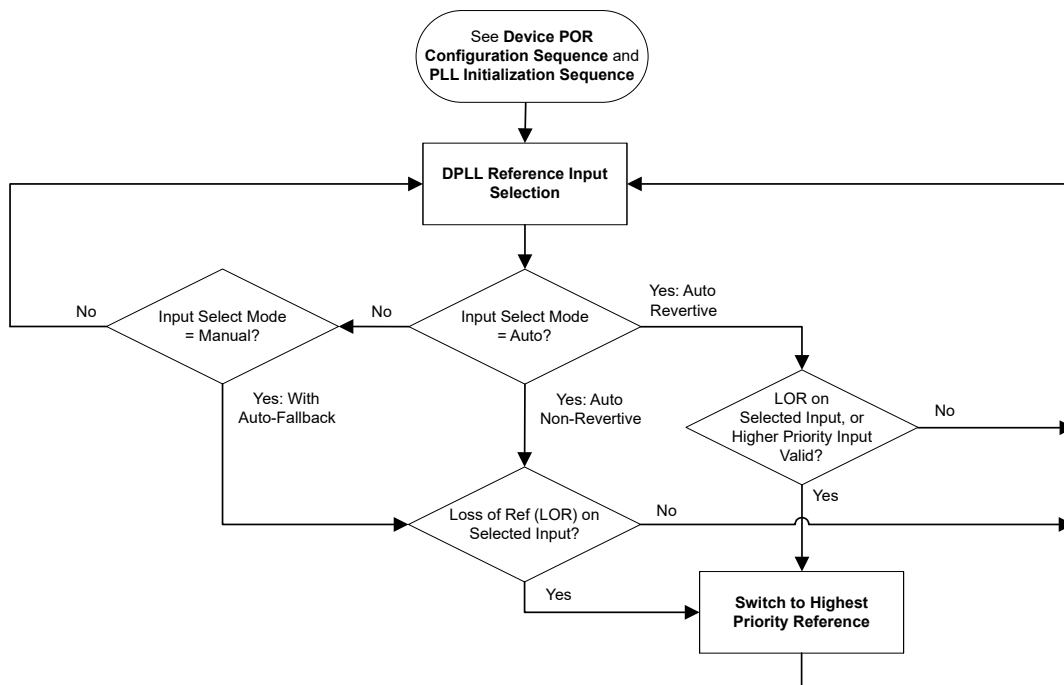 See Device POR
Configuration Sequence and
PLL Initialization Sequence
DPLL Reference Input
Selection
No
Input Select Mode
= Manual?
No
Input Select Mode
= Auto?
Yes: Auto
Revertive
Yes: With
Auto-Fallback
Yes: Auto
Non-Revertive
LOR on
Selected Input, or
Higher Priority Input
Valid?
No
Yes
Loss of Ref (LOR) on
Selected Input?
No
Yes
Switch to Highest
Priority Reference